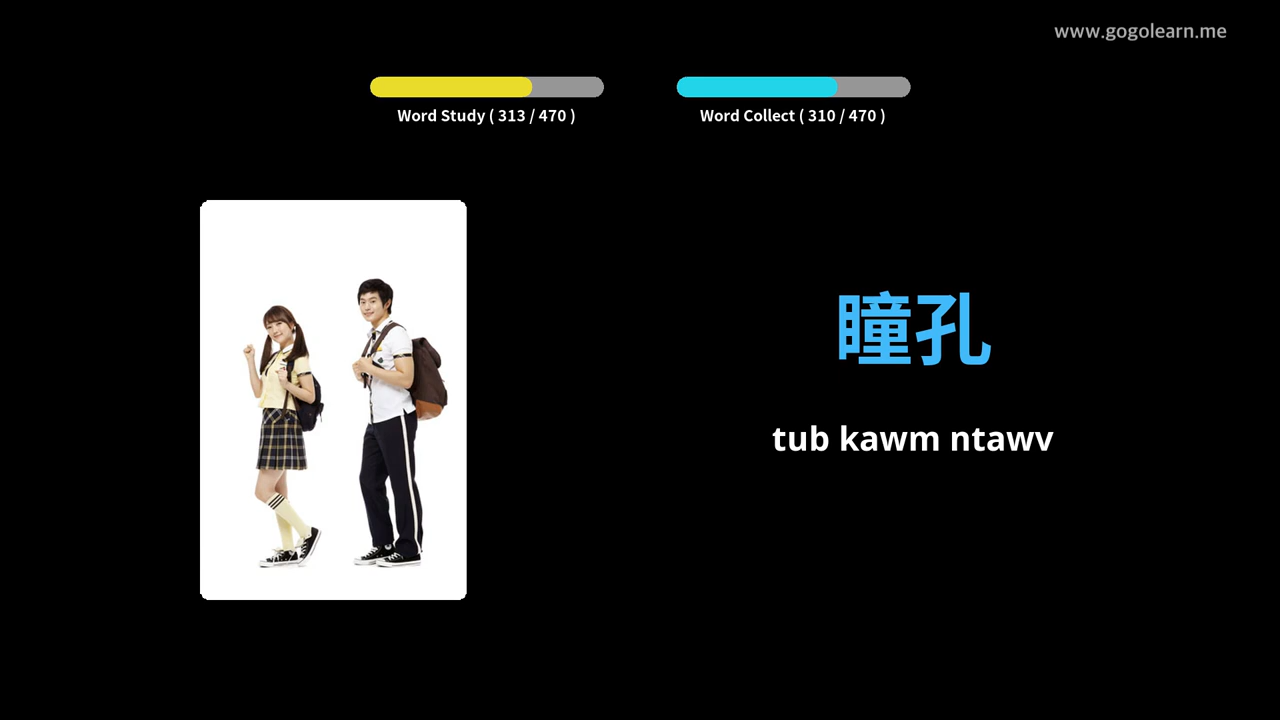 www.gogolearn.me
Word Study ( 313 / 470 )
Word Collect ( 310 / 470 )
瞳孔
tub kawm ntawv